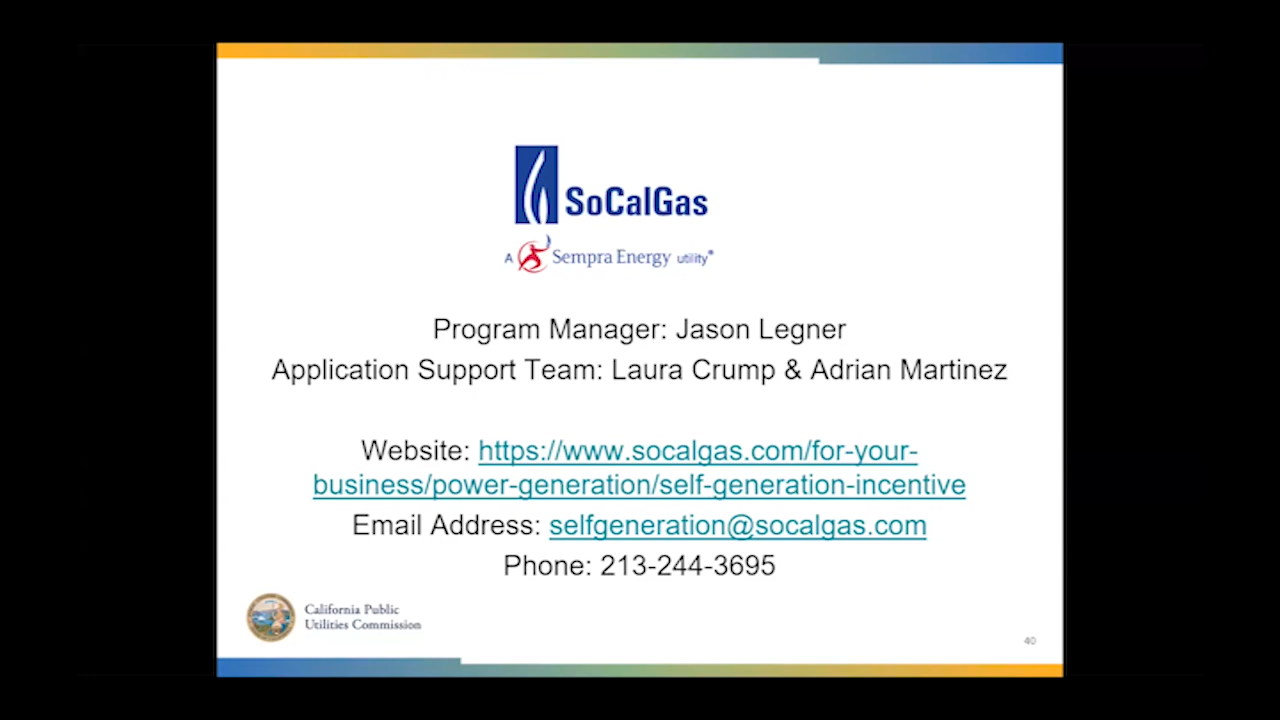 SoCalGas
A Sempra Energy utility®
Program Manager: Jason Legner
Application Support Team: Laura Crump & Adrian Martinez
Website: https://www.socalgas.com/for-your-
business/power-generation/self-generation-incentive
Email Address: selfgeneration@socalgas.com
Phone: 213-244-3695
California Public
Utilities Commission
40